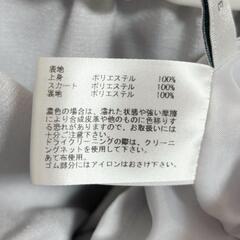 表地
上身 ポリエステル 100%
スカート ポリエステル 100%
裏地 ポリエステル 100%
濃色の場合は、濡れた状態や強い摩擦
により合成皮革や他のものに色移りす
る恐れがありますので、お取扱いには
十分ご注意下さい。
ドライクリーニングの際は、クリーニ
ングネットを使用して下さい。
あて布使用。
ゴム部分にはアイロンはおさけ下さい。